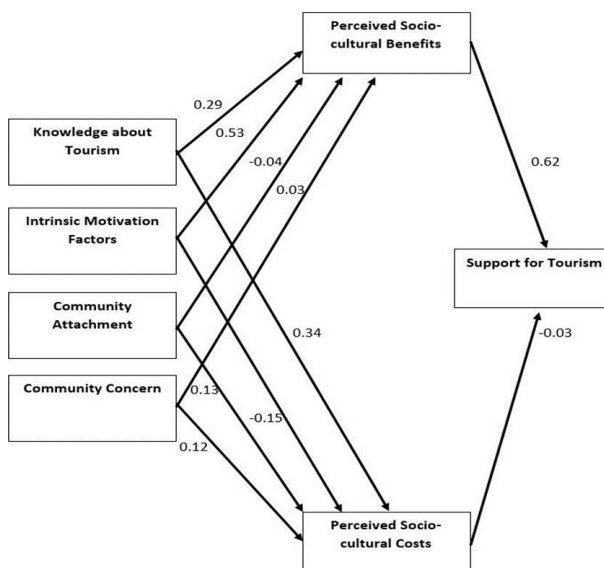 Perceived Socio-
cultural Benefits
0.29
0.53
Knowledge about
Tourism
-0.04
0.62
0.03
Intrinsic Motivation
Factors
Support for Tourism
Community
Attachment
0.34
-0.03
Community Concern
0.13
-0.15
0.12
Perceived Socio-
cultural Costs